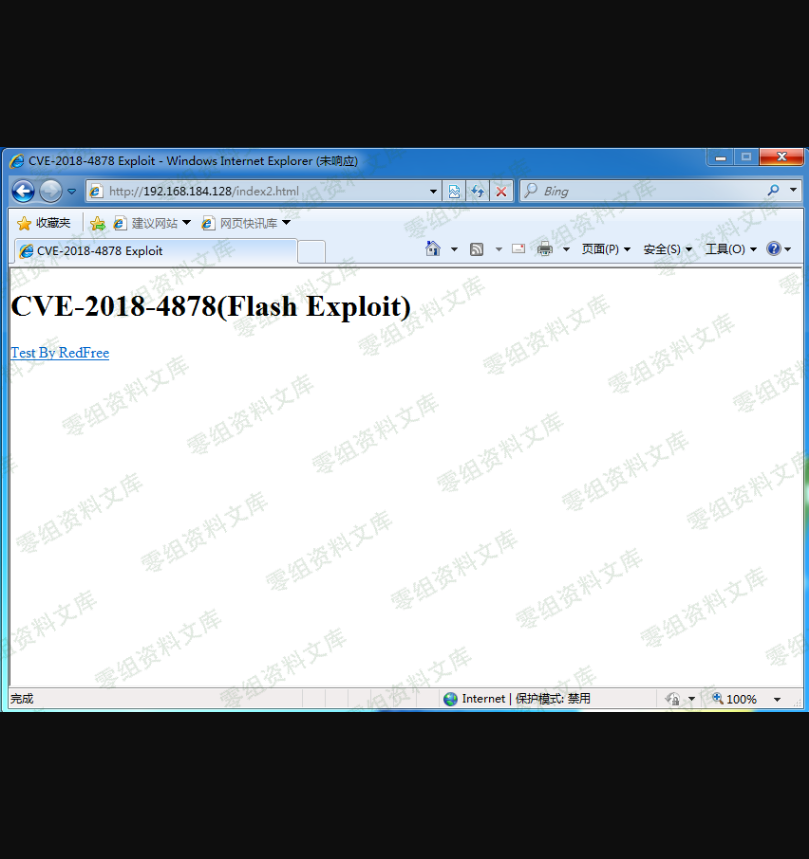 CVE-2018-4878 Exploit - Windows Internet Explorer (未响应)
http://192.168.184.128/index2.html
Bing
收藏夹 建议网站 网页快讯库
CVE-2018-4878 Exploit
页面(P) 安全(S) 工具(O)
CVE-2018-4878(Flash Exploit)
Test By RedFree
零组资料文库
完成
Internet | 保护模式: 禁用
100%